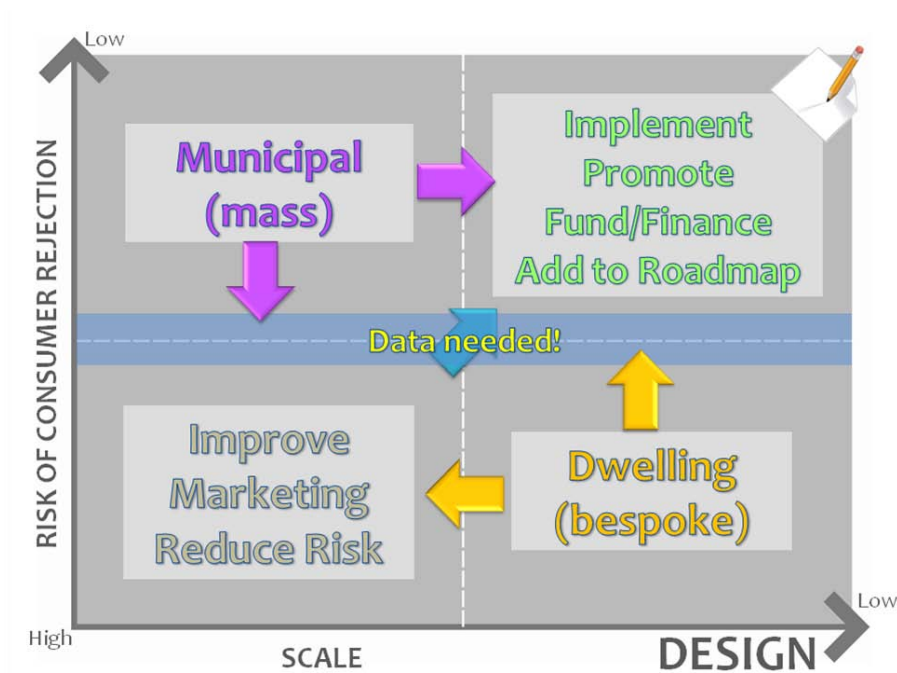 Low
RISK OF CONSUMER REJECTION
Municipal
(mass)
Implement
Promote
Fund/Finance
Add to Roadmap
Data needed!
Improve
Marketing
Reduce Risk
Dwelling
(bespoke)
Low
High
SCALE
DESIGN